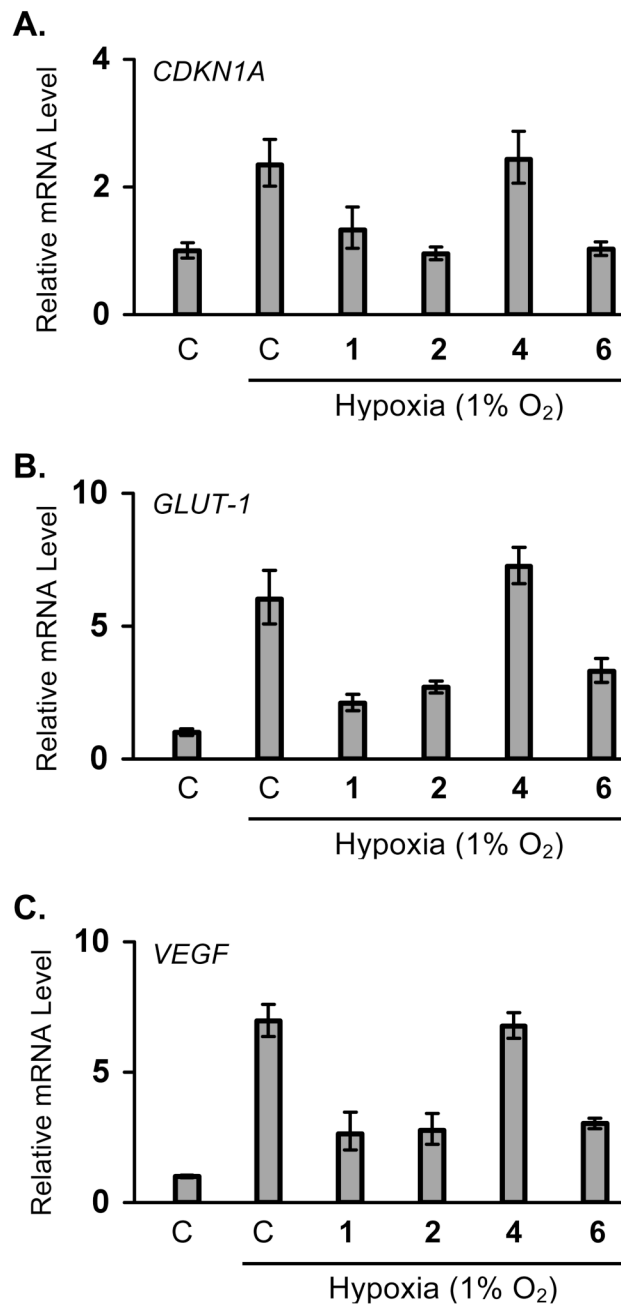 A.
CDKN1A
Relative mRNA Level
4
2
0
C C 1 2 4 6
Hypoxia (1% O₂)
B.
GLUT-1
Relative mRNA Level
10
5
0
C C 1 2 4 6
Hypoxia (1% O₂)
C.
VEGF
Relative mRNA Level
10
5
0
C C 1 2 4 6
Hypoxia (1% O₂)